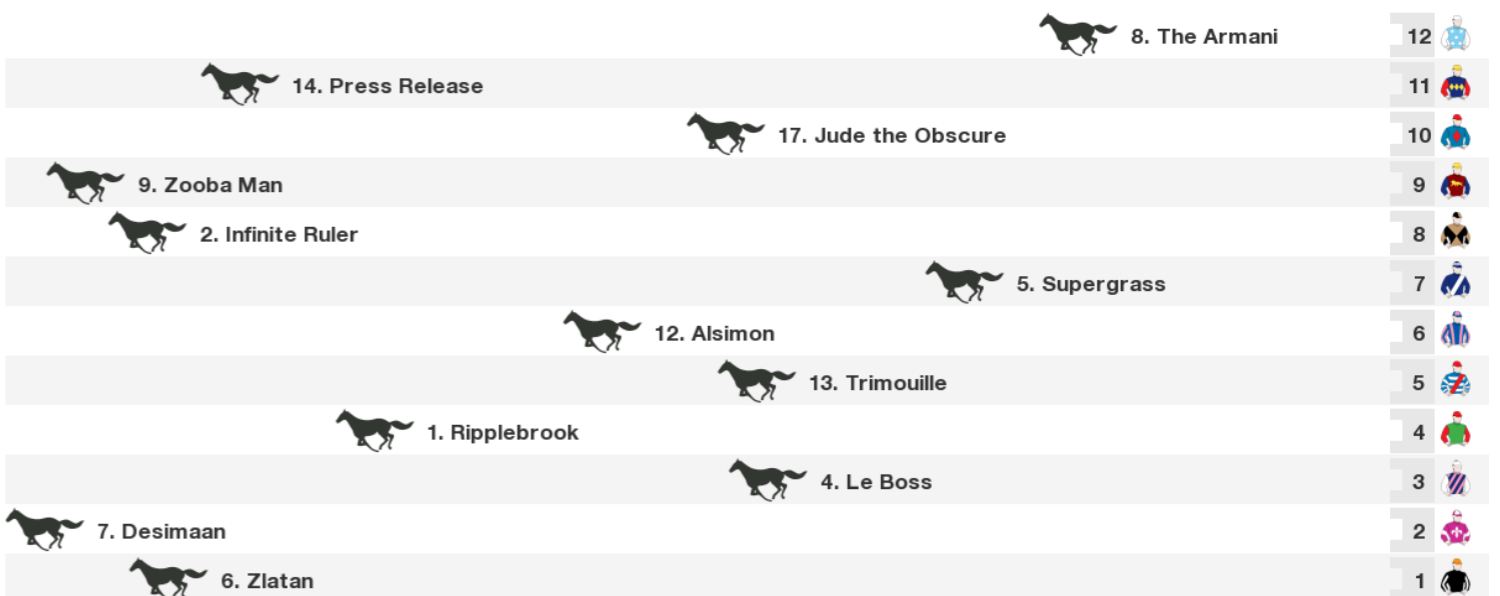 8. The Armani 12
14. Press Release 11
17. Jude the Obscure 10
9. Zooba Man 9
2. Infinite Ruler 8
5. Supergrass 7
12. Alsimon 6
13. Trimouille 5
1. Ripplebrook 4
4. Le Boss 3
7. Desimaan 2
6. Zlatan 1